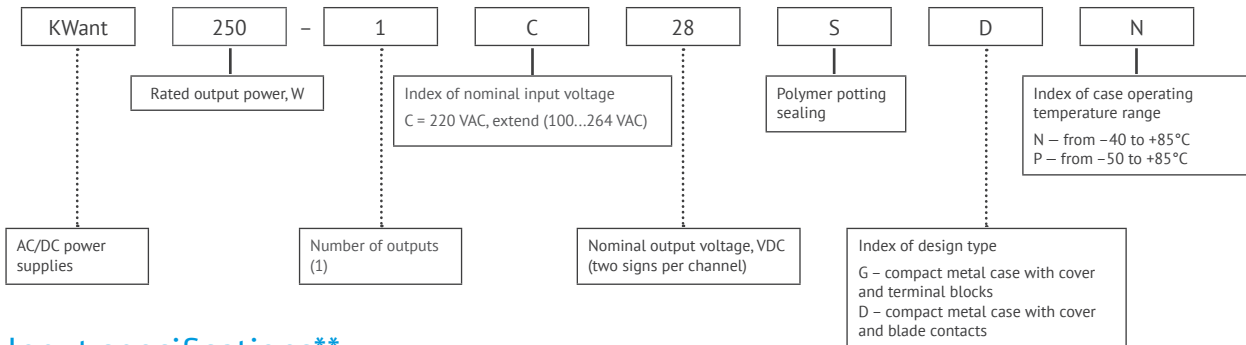 KWant 250 – 1 C 28 S D N
Rated output power, W
Index of nominal input voltage
C = 220 VAC, extend (100...264 VAC)
Polymer potting
sealing
Index of case operating
temperature range
N — from –40 to +85°C
P — from –50 to +85°C
AC/DC power
supplies
Number of outputs
(1)
Nominal output voltage, VDC
(two signs per channel)
Index of design type
G – compact metal case with cover
and terminal blocks
D – compact metal case with cover
and blade contacts
Input specifications**